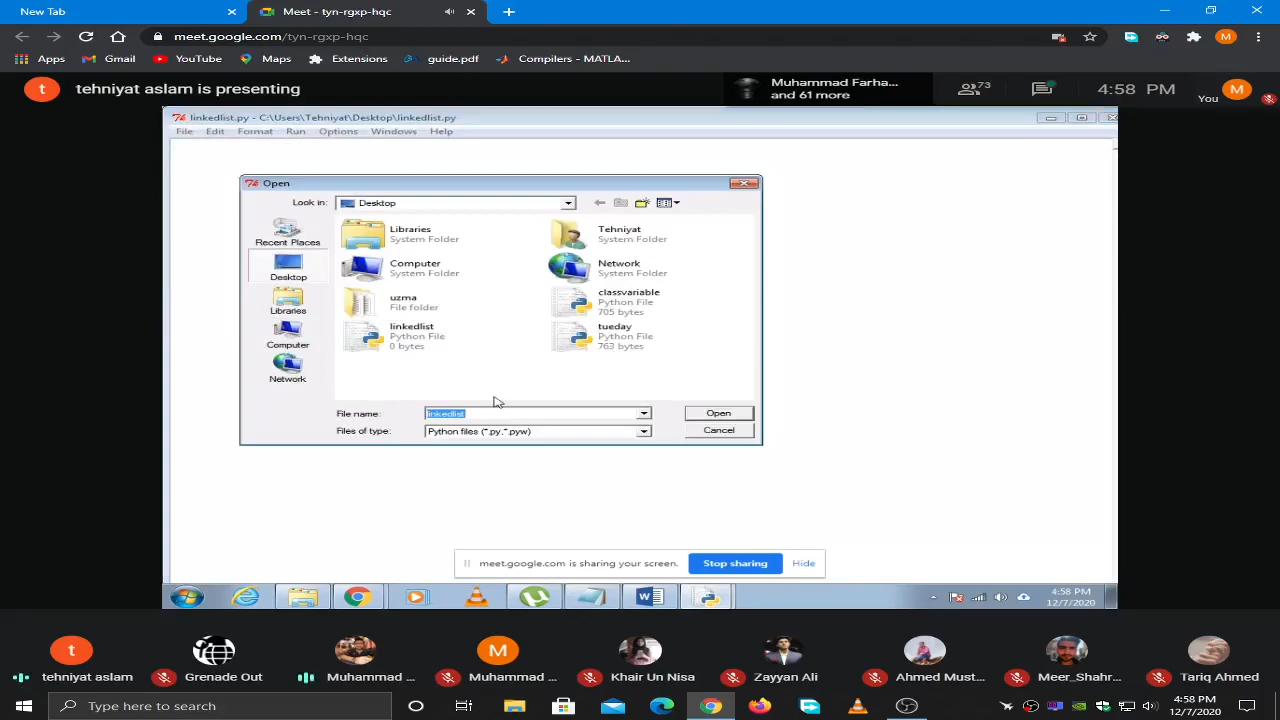 New Tab
Meet - tyn-rgxp-hqc
meet.google.com/tyn-rgxp-hqc
M
Apps
Gmail
YouTube
Maps
Extensions
guide.pdf
Compilers - MATLA...
t
tehniyat aslam is presenting
Muhammad Farha...
and 61 more
73
4:58 PM
You
M
linkedlist.py - C:\Users\Tehniyat\Desktop\linkedlist.py
File Edit Format Run Options Windows Help
Open
Look in:
Desktop
Recent Places
Desktop
Libraries
Computer
Network
Libraries
System Folder
Tehniyat
System Folder
Computer
System Folder
Network
System Folder
uzma
File folder
classvariable
Python File
705 bytes
linkedlist
Python File
0 bytes
tueday
Python File
763 bytes
File name:
linkedlist
Open
Files of type:
Python files (*.py,*.pyw)
Cancel
meet.google.com is sharing your screen.
Stop sharing
Hide
4:58 PM
12/7/2020
t
M
tehniyat aslam
Grenade Out
Muhammad ...
Muhammad ...
Khair Un Nisa
Zayyan Ali
Ahmed Must...
Meer_Shahr...
Tariq Ahmed
Type here to search
4:58 PM
12/7/2020